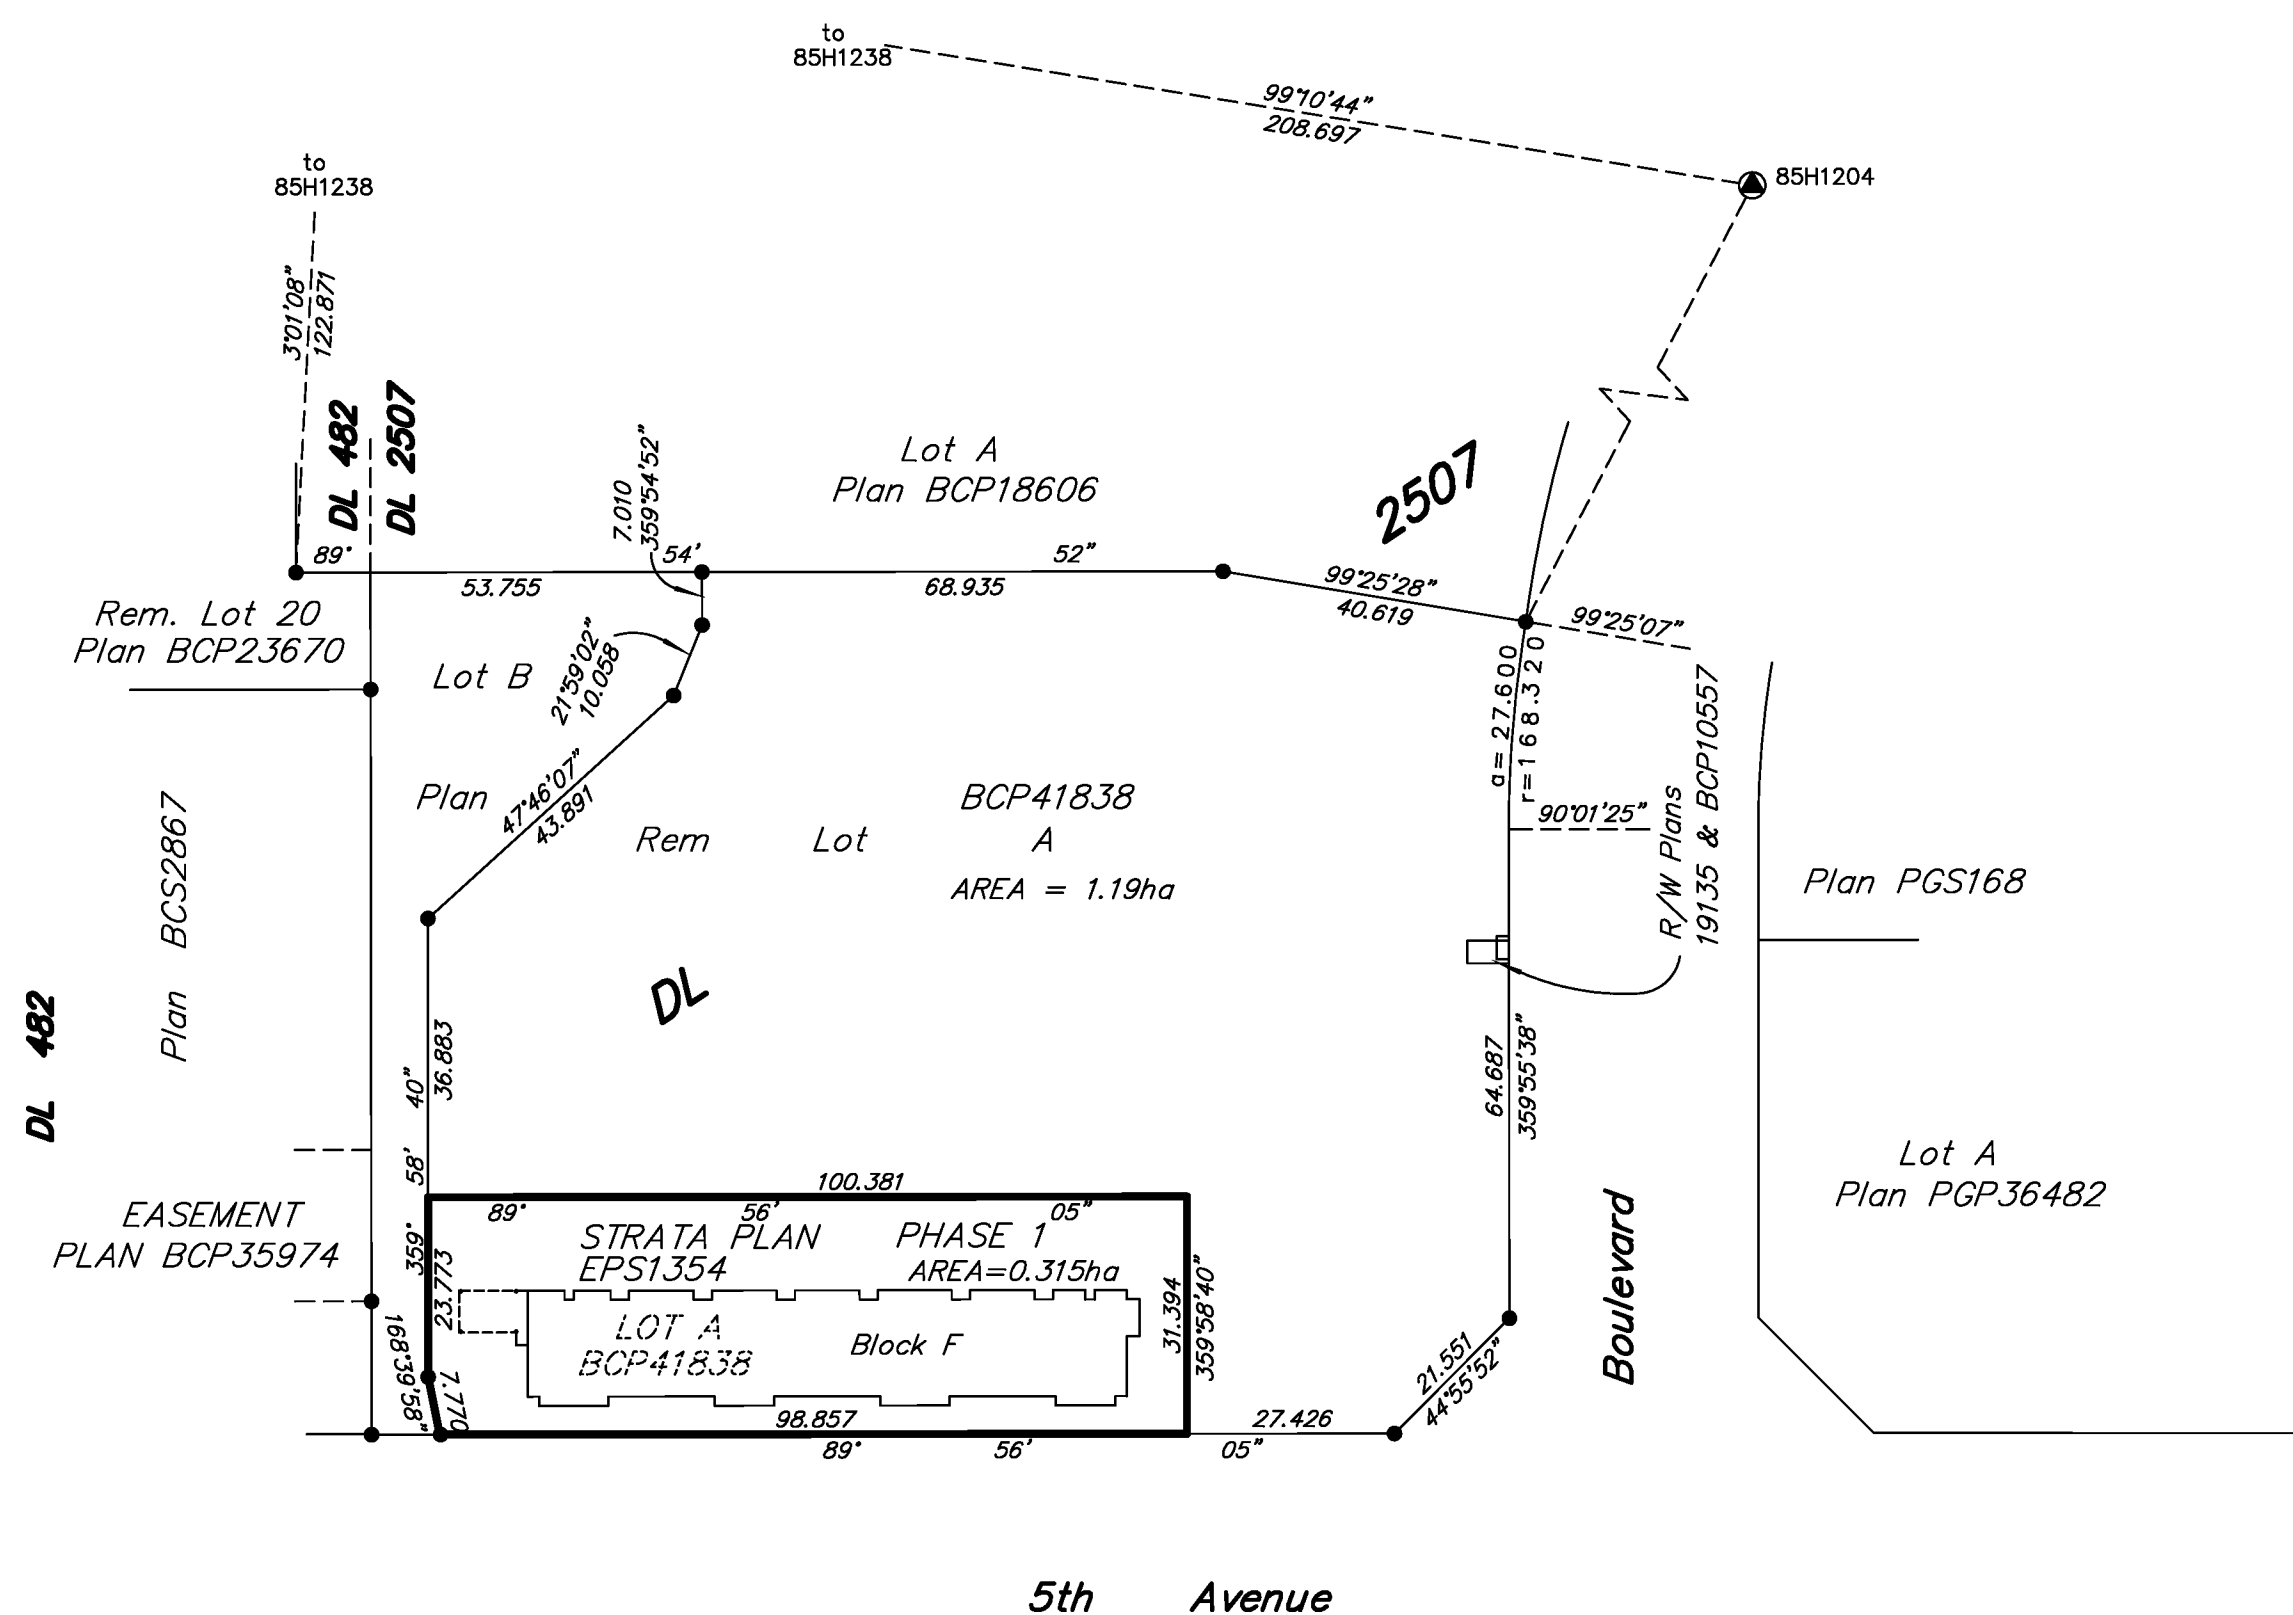 to
85H1238
99°10'44"
208.697
to
85H1238
85H1204
3°01'08"
122.871
DL 482
DL 2507
7.010
359°54'52"
Lot A
Plan BCP18606
2507
89° 54' 52"
53.755
68.935
99°25'28"
40.619
99°25'07"
Rem. Lot 20
Plan BCP23670
Lot B
21°59'02"
10.058
a=27.600
r=168.320
R/W Plans
19135 & BCP10557
47°46'07"
43.891
Plan BCP41838
Rem Lot A
AREA = 1.19ha
90°01'25"
Plan BCS2867
Plan PGS168
DL 482
DL
36.883
64.687
359°55'38"
Lot A
Plan PGP36482
EASEMENT
PLAN BCP35974
359° 58' 40"
100.381
89° 56' 05"
STRATA PLAN PHASE 1
EPS1354 AREA=0.315ha
23.773
LOT A
BCP41838
Block F
31.394
359°58'40"
168°39'58"
7.770
98.857
27.426
89° 56' 05"
21.551
44°55'52"
Boulevard
5th Avenue